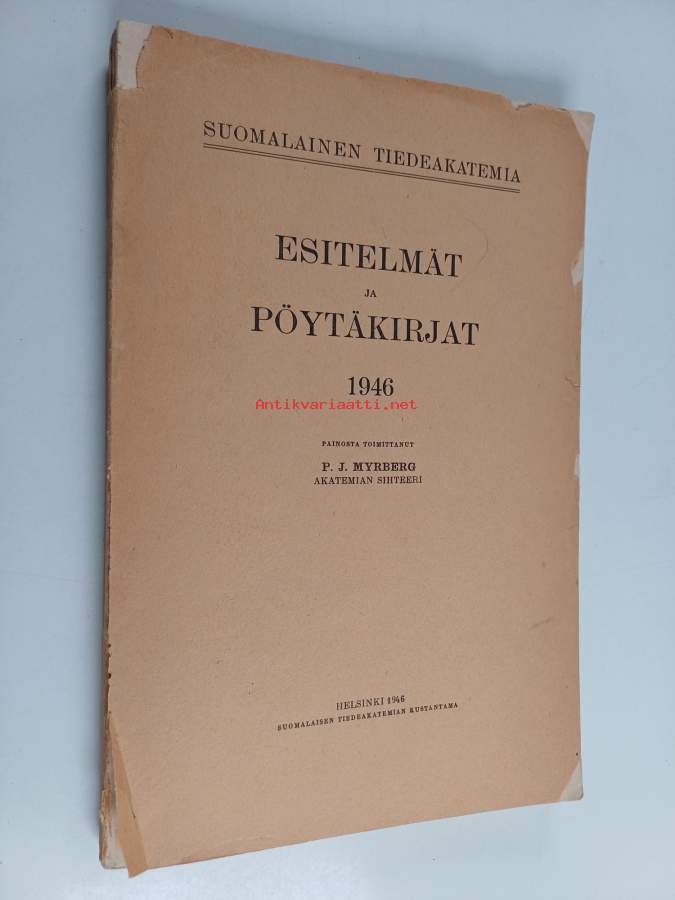 SUOMALAINEN TIEDEAKATEMIA
ESITELMÄT
JA
PÖYTÄKIRJAT
1946
Antikvariaatti.net
PAINOSTA TOIMITTANUT
P. J. MYRBERG
AKATEMIAN SIHTEERI
HELSINKI 1946
SUOMALAISEN TIEDEAKATEMIAN KUSTANTAMA